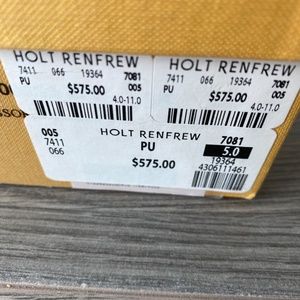 HOLT RENFREW
7411 066 19364 7081
PU 005
$575.00
4.0-11.0
HOLT RENFREW
7411 066 19364 7081
PU 005
$575.00
4.0-11.0
005 HOLT RENFREW 7081
7411 PU 5.0
066 $575.00 19364
4306111461